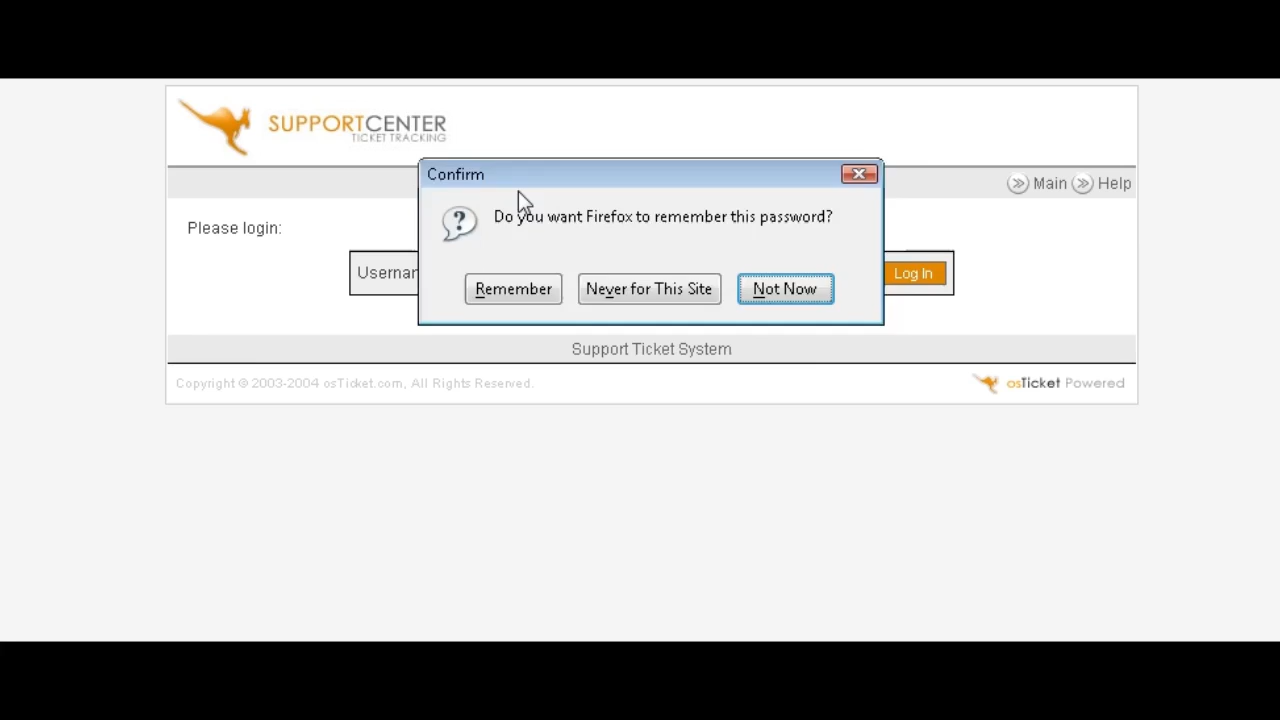 SUPPORTCENTER
TICKET TRACKING
Confirm
Main Help
Do you want Firefox to remember this password?
Please login:
Usernar
Remember Never for This Site Not Now
Log In
Support Ticket System
Copyright © 2003-2004 osTicket.com, All Rights Reserved.
osTicket Powered